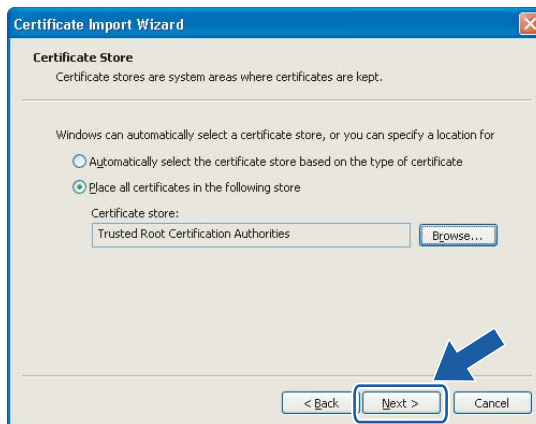 Certificate Import Wizard
Certificate Store
Certificate stores are system areas where certificates are kept.
Windows can automatically select a certificate store, or you can specify a location for
Automatically select the certificate store based on the type of certificate
Place all certificates in the following store
Certificate store:
Trusted Root Certification Authorities
Browse...
< Back Next > Cancel